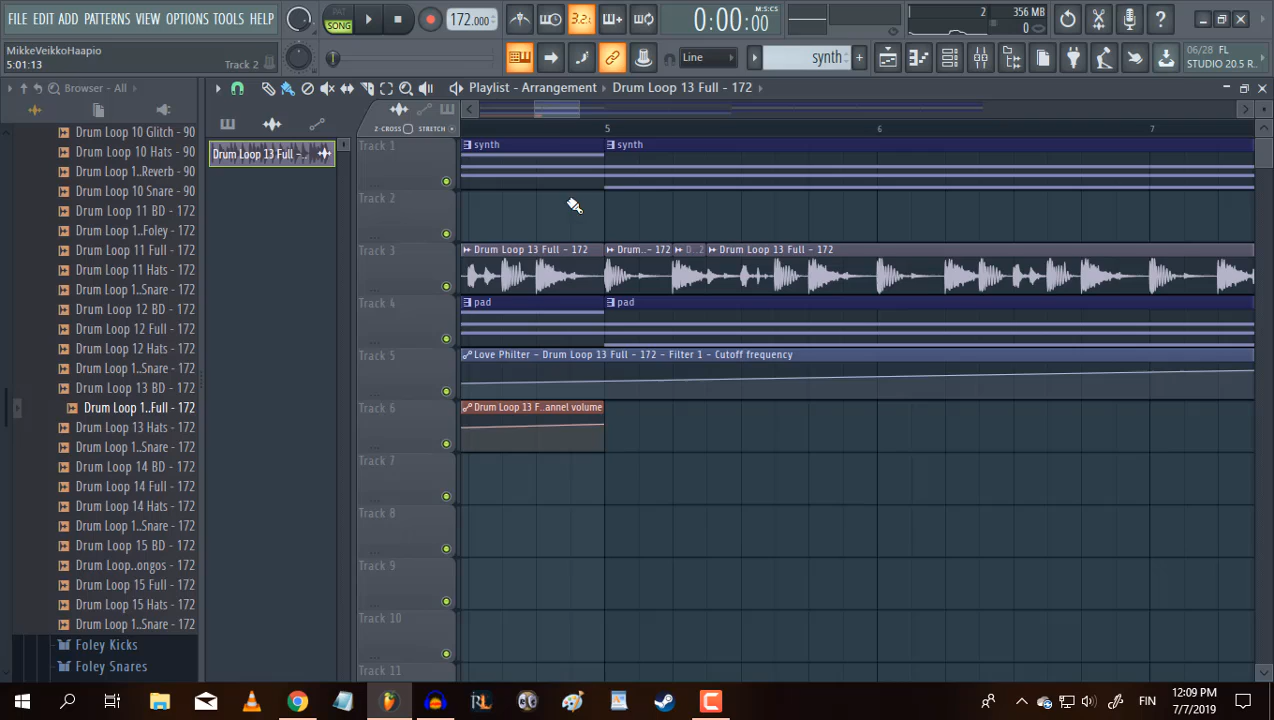 FILE EDIT ADD PATTERNS VIEW OPTIONS TOOLS HELP
PAT
SONG
172.000
3.2.
0:00:00
M:S:CS
2
356 MB
0
MikkeVeikkoHaapio
5:01:13
Track 2
Line
synth
06/28 FL
STUDIO 20.5 R..
Browser - All
Playlist - Arrangement › Drum Loop 13 Full - 172 ›
Z-CROSS
STRETCH
5
6
7
Drum Loop 10 Glitch - 90
Drum Loop 10 Hats - 90
Drum Loop 1..Reverb - 90
Drum Loop 10 Snare - 90
Drum Loop 11 BD - 172
Drum Loop 1..Foley - 172
Drum Loop 11 Full - 172
Drum Loop 11 Hats - 172
Drum Loop 1..Snare - 172
Drum Loop 12 BD - 172
Drum Loop 12 Full - 172
Drum Loop 12 Hats - 172
Drum Loop 1..Snare - 172
Drum Loop 13 BD - 172
Drum Loop 1..Full - 172
Drum Loop 13 Hats - 172
Drum Loop 1..Snare - 172
Drum Loop 14 BD - 172
Drum Loop 14 Full - 172
Drum Loop 14 Hats - 172
Drum Loop 1..Snare - 172
Drum Loop 15 BD - 172
Drum Loop..ongos - 172
Drum Loop 15 Full - 172
Drum Loop 15 Hats - 172
Drum Loop 1..Snare - 172
Foley Kicks
Foley Snares
Drum Loop 13 Full -..
Track 1
synth
synth
Track 2
Track 3
Drum Loop 13 Full - 172
Drum..- 172
D..2
Drum Loop 13 Full - 172
Track 4
pad
pad
Track 5
Love Philter - Drum Loop 13 Full - 172 - Filter 1 - Cutoff frequency
Track 6
Drum Loop 13 F..annel volume
Track 7
Track 8
Track 9
Track 10
Track 11
FIN
12:09 PM
7/7/2019